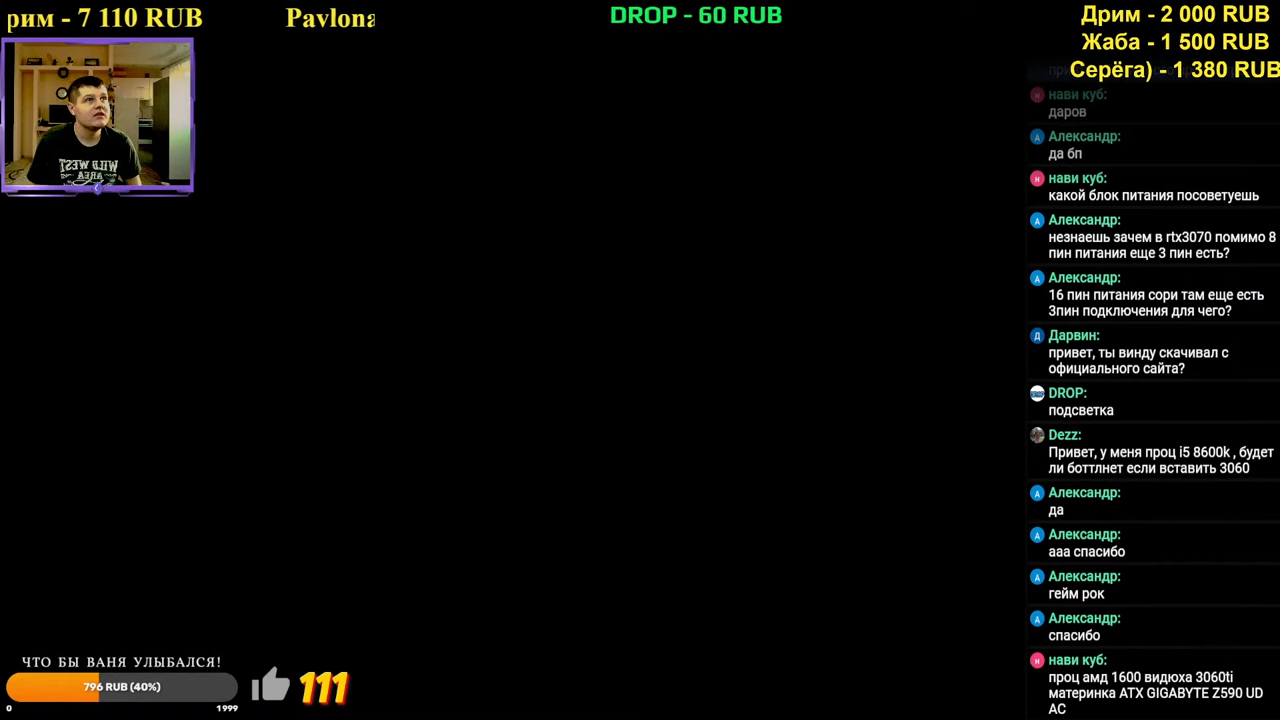 рим - 7 110 RUB
Pavlona
DROP - 60 RUB
Дрим - 2 000 RUB
Жаба - 1 500 RUB
Серёга) - 1 380 RUB
WILD WEST
AREA
нави куб:
даров
Александр:
да бп
нави куб:
какой блок питания посоветуешь
Александр:
незнаешь зачем в rtx3070 помимо 8
пин питания еще 3 пин есть?
Александр:
16 пин питания сори там еще есть
3пин подключения для чего?
Дарвин:
привет, ты винду скачивал с
официального сайта?
DROP:
подсветка
Dezz:
Привет, у меня проц i5 8600k , будет
ли боттлнет если вставить 3060
Александр:
да
Александр:
ааа спасибо
Александр:
гейм рок
Александр:
спасибо
нави куб:
проц амд 1600 видюха 3060ti
материнка ATX GIGABYTE Z590 UD
AC
ЧТО БЫ ВАНЯ УЛЫБАЛСЯ!
796 RUB (40%)
0
1999
111